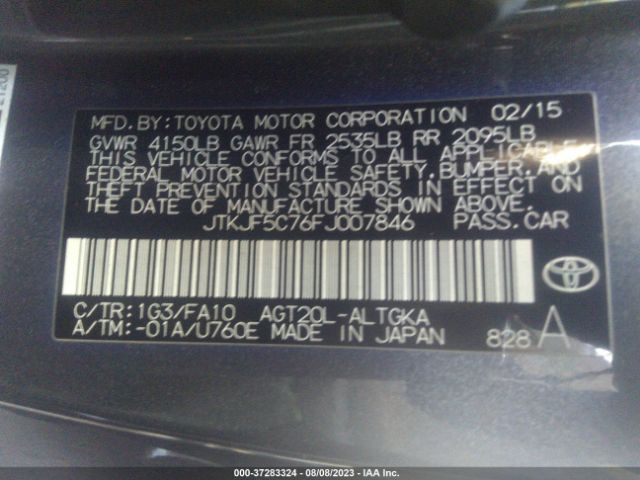 21200
MFD. BY: TOYOTA MOTOR CORPORATION 02/15
GVWR 4150LB GAWR FR 2535LB RR 2095LB
THIS VEHICLE CONFORMS TO ALL APPLICABLE
FEDERAL MOTOR VEHICLE SAFETY, BUMPER, AND
THEFT PREVENTION STANDARDS IN EFFECT ON
THE DATE OF MANUFACTURE SHOWN ABOVE.
JTKJF5C76FJ007846 PASS. CAR
C/TR: 1G3/FA10 AGT20L-ALTGKA
A/TM: -01A/U760E MADE IN JAPAN 828 A
000-37283324 | 08/08/2023 - IAA Inc.